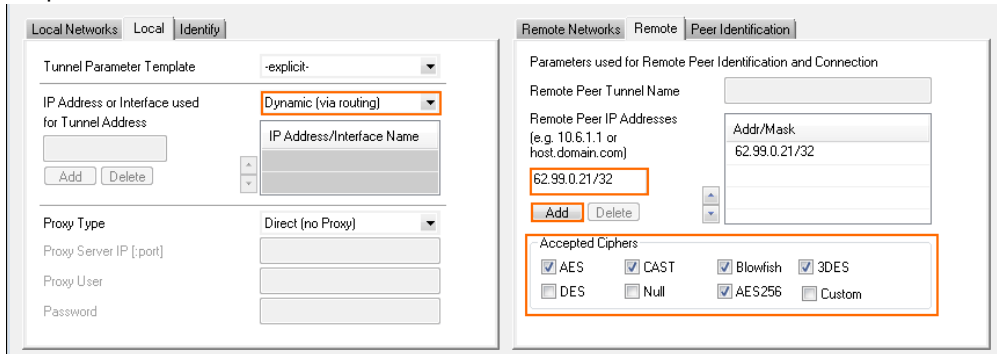 Local Networks Local Identify
Tunnel Parameter Template -explicit-
IP Address or Interface used
for Tunnel Address
Dynamic (via routing)
IP Address/Interface Name
Add Delete
Proxy Type Direct (no Proxy)
Proxy Server IP [:port]
Proxy User
Password
Remote Networks Remote Peer Identification
Parameters used for Remote Peer Identification and Connection
Remote Peer Tunnel Name
Remote Peer IP Addresses
(e.g. 10.6.1.1 or
host.domain.com)
Addr/Mask
62.99.0.21/32
62.99.0.21/32
Add Delete
Accepted Ciphers
AES CAST Blowfish 3DES
DES Null AES256 Custom